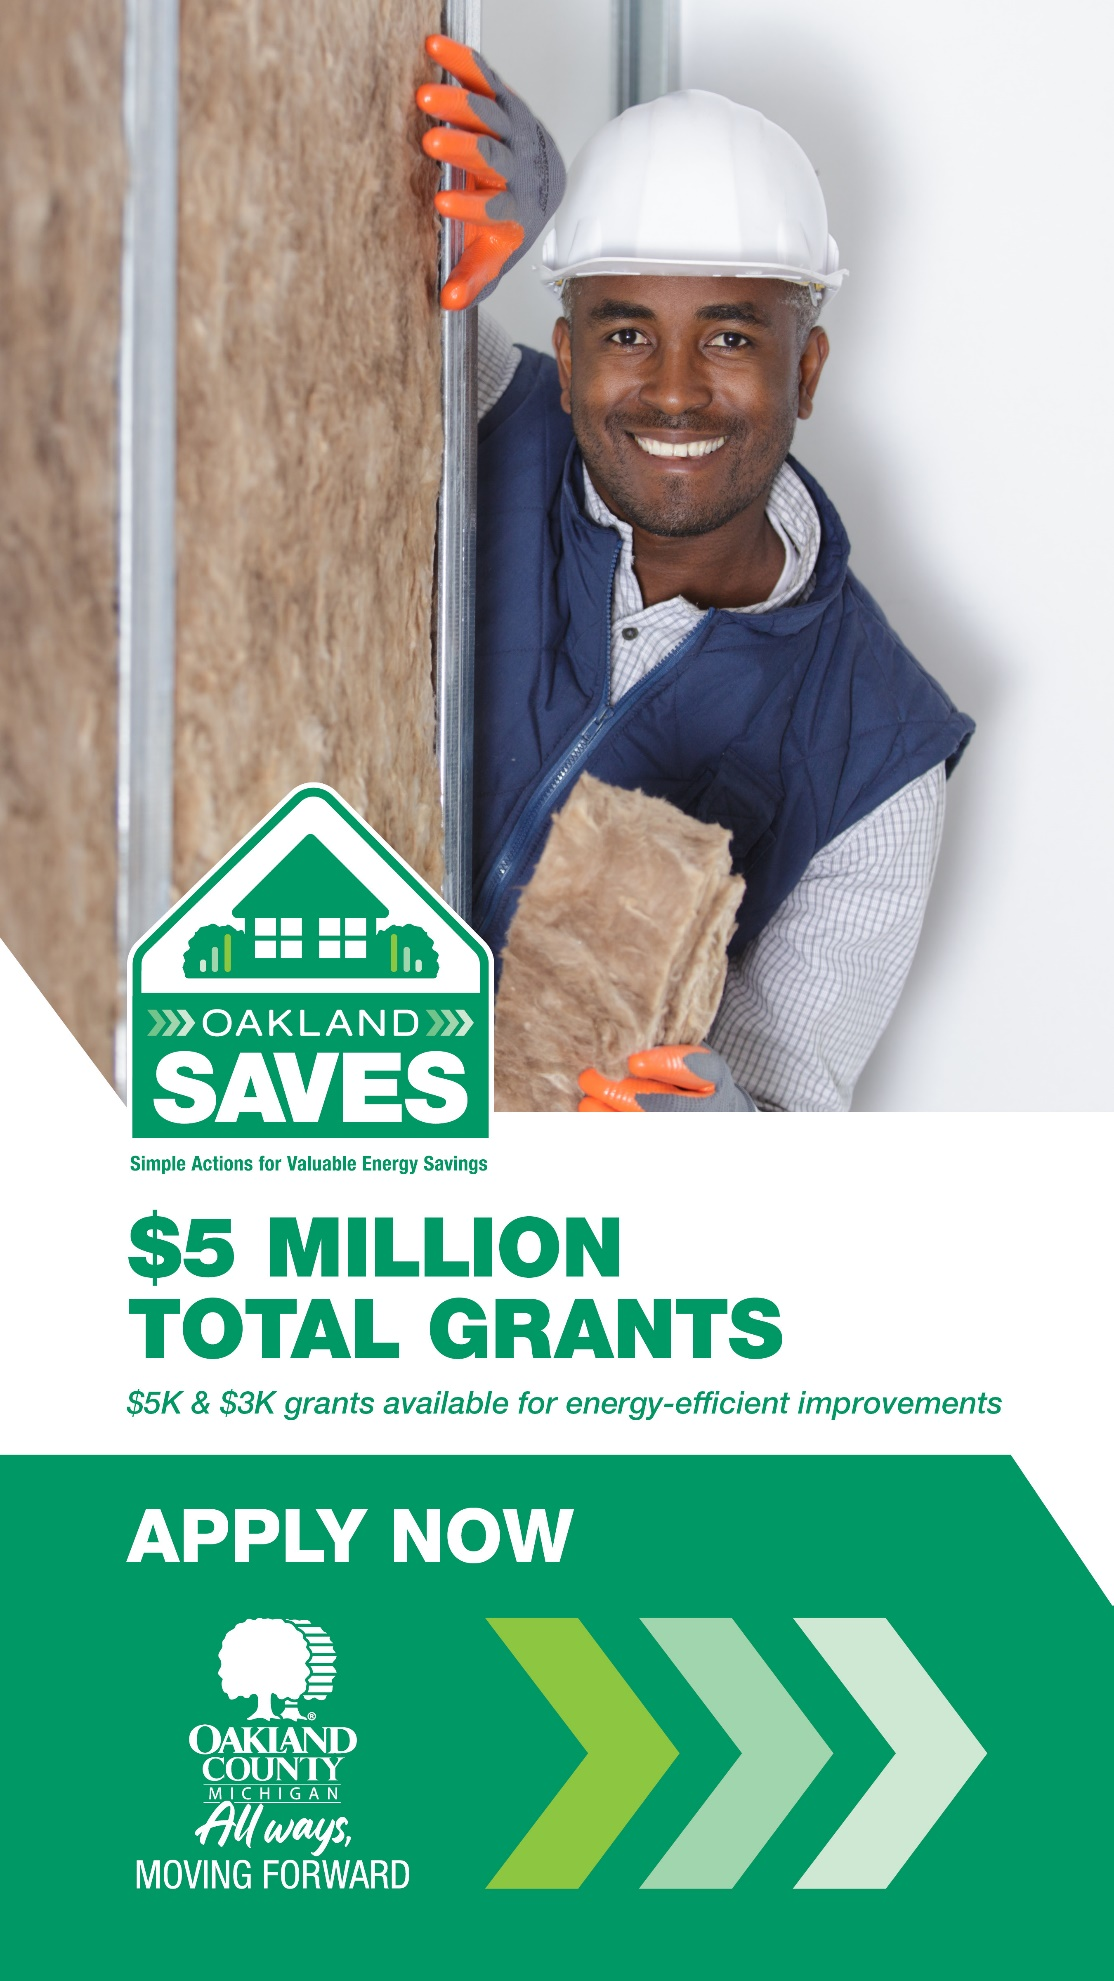 OAKLAND
SAVES
Simple Actions for Valuable Energy Savings
$5 MILLION
TOTAL GRANTS
$5K & $3K grants available for energy-efficient improvements
APPLY NOW
®
OAKLAND
COUNTY
MICHIGAN
All ways,
MOVING FORWARD